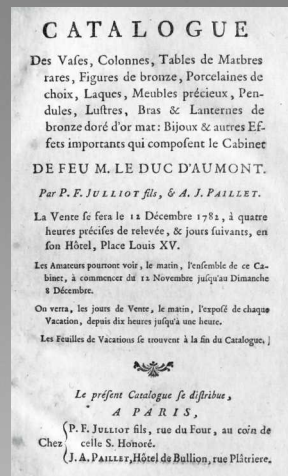 CATALOGUE
Des Vases, Colonnes, Tables de Marbres
rares, Figures de bronze, Porcelaines de
choix, Laques, Meubles précieux, Pen-
dules, Lustres, Bras & Lanternes de
bronze doré d'or mat: Bijoux & autres Ef-
fets importants qui composent le Cabinet
DE FEU M. LE DUC D'AUMONT.
Par P. F. JULLIOT fils, & A. J. PAILLET.
La Vente se fera le 12 Décembre 1782, à quatre
heures précises de relevée, & jours suivants, en
son Hôtel, Place Louis XV.
Les Amateurs pourront voir, le matin, l'ensemble de ce Ca-
binet, à commencer du 12 Novembre jusqu'au Dimanche
8 Décembre.
On verra, les jours de Vente, le matin, l'exposé de chaque
Vacation, depuis dix heures jusqu'à une heure.
Les Feuilles de Vacations se trouvent à la fin du Catalogue,
Le présent Catalogue se distribue,
A PARIS,
Chez { P. F. JULLIOT fils, rue du Four, au coin de
celle S. Honoré.
J. A. PAILLET, Hôtel de Bullion, rue Plâtriere.